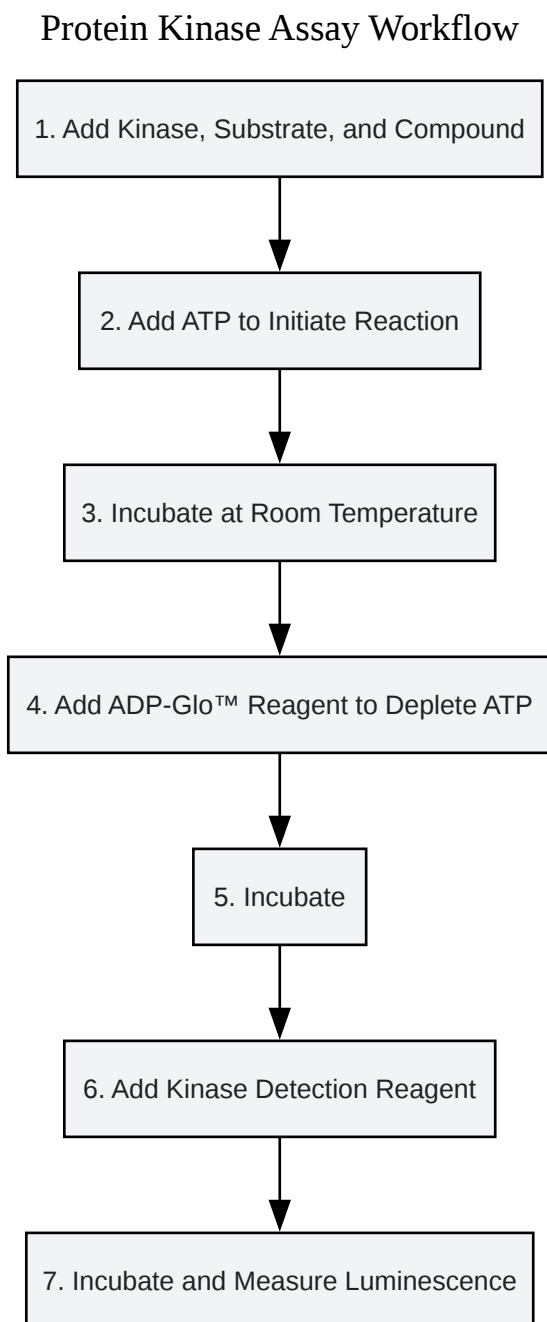 Protein Kinase Assay Workflow
1. Add Kinase, Substrate, and Compound
2. Add ATP to Initiate Reaction
3. Incubate at Room Temperature
4. Add ADP-Glo™ Reagent to Deplete ATP
5. Incubate
6. Add Kinase Detection Reagent
7. Incubate and Measure Luminescence